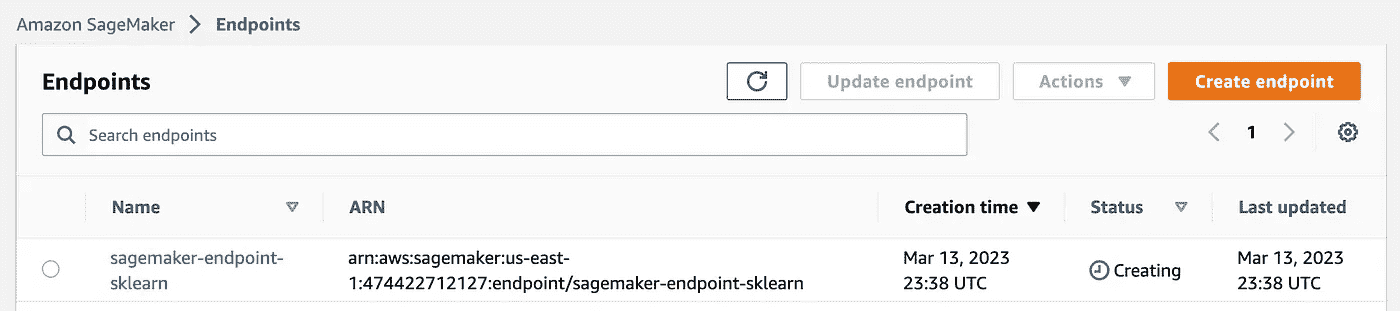 Amazon SageMaker > Endpoints
Endpoints
Update endpoint
Actions
Create endpoint
Search endpoints
1
Name ARN Creation time Status Last updated
sagemaker-endpoint- arn:aws:sagemaker:us-east- Mar 13, 2023 Creating Mar 13, 2023
sklearn 1:474422712127:endpoint/sagemaker-endpoint-sklearn 23:38 UTC 23:38 UTC